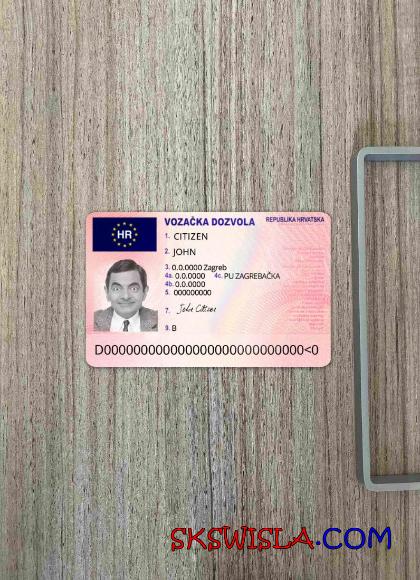 HR
VOZAČKA DOZVOLA REPUBLIKA HRVATSKA
1. CITIZEN
2. JOHN
3. 0.0.0000 Zagreb
4a. 0.0.0000 4c. PU ZAGREBAČKA
4b. 0.0.0000
5. 000000000
7. John Citizen
9. B
D0000000000000000000000000000<0
SKSWISLA.COM